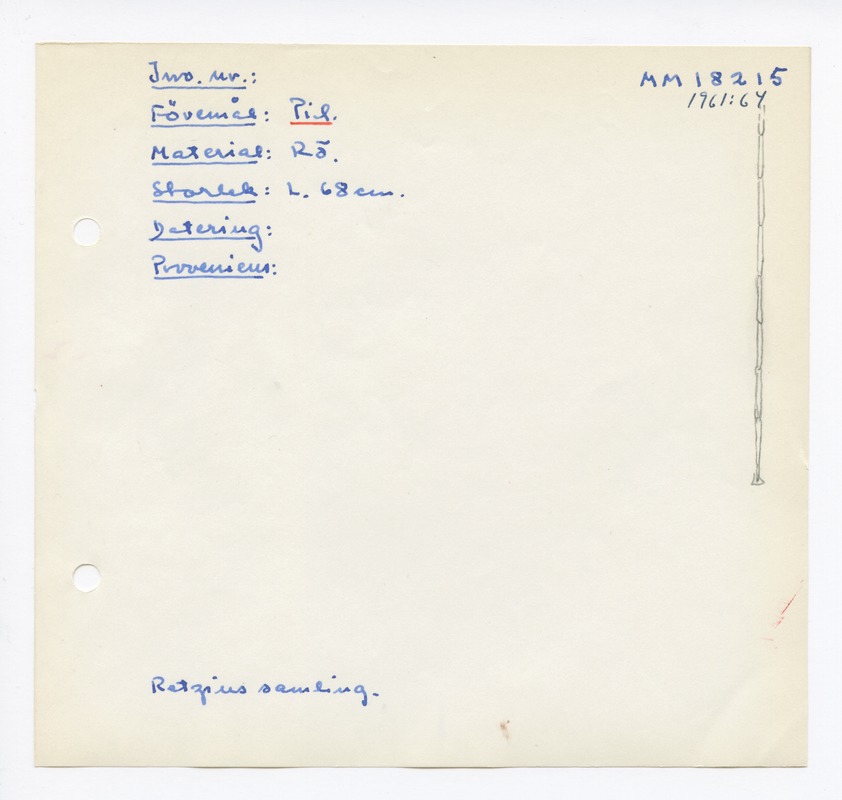 Inv. nr.:
MM 18215
1961:64
Föremål: Pil.
Material: Rö.
Storlek: L. 68 cm.
Datering:
Proveniens:
Retzius samling.